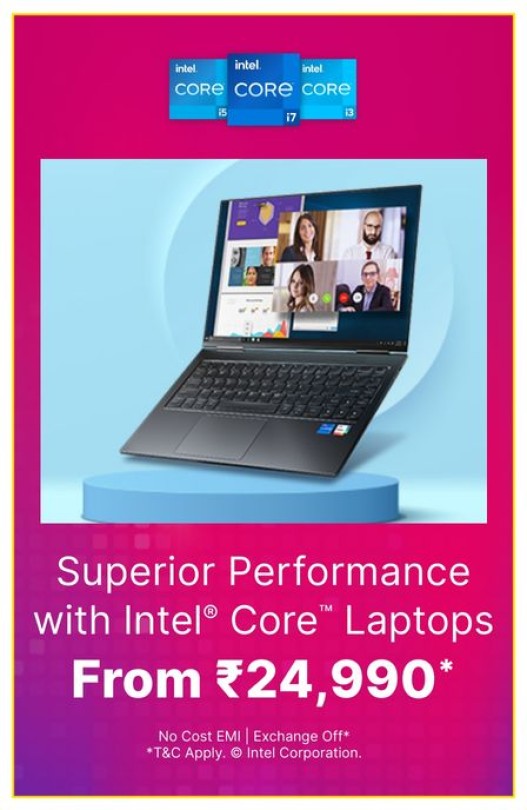 intel.
CORE
i5
intel.
CORE
i7
intel.
CORE
i3
Superior Performance
with Intel® Core™ Laptops
From ₹24,990*
No Cost EMI | Exchange Off*
*T&C Apply. © Intel Corporation.